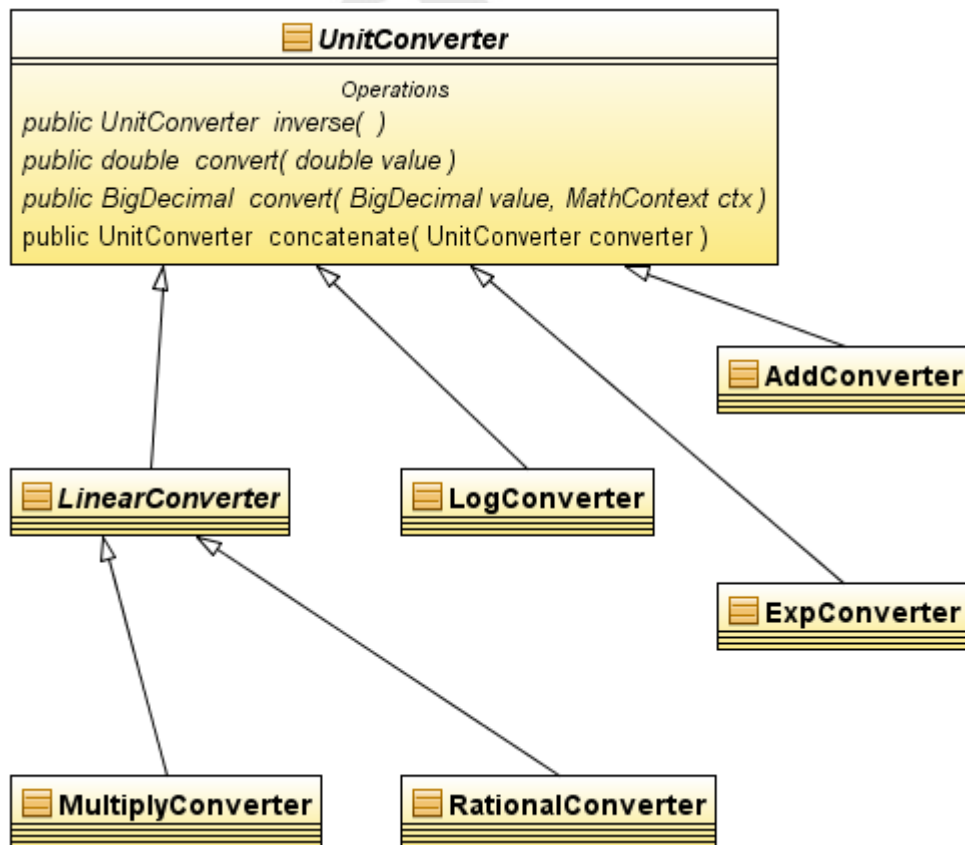 UnitConverter
Operations
public UnitConverter inverse( )
public double convert( double value )
public BigDecimal convert( BigDecimal value, MathContext ctx )
public UnitConverter concatenate( UnitConverter converter )
AddConverter
LinearConverter
LogConverter
ExpConverter
MultiplyConverter
RationalConverter